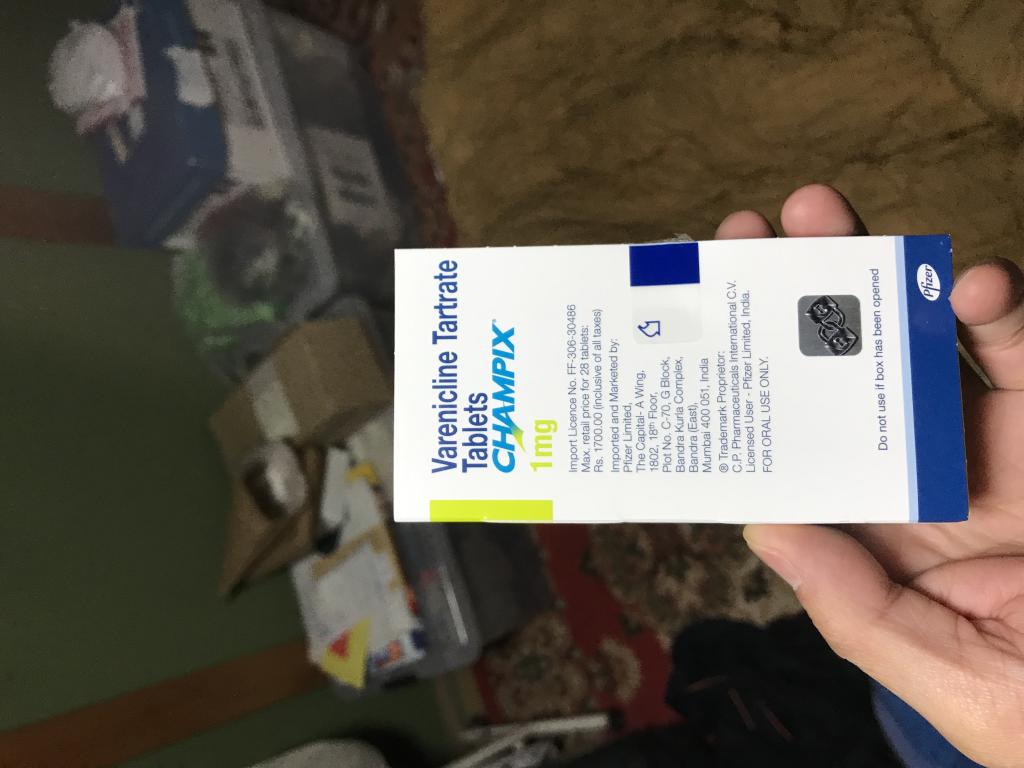 Varenicline Tartrate
Tablets
CHAMPIX®
1mg
Import Licence No. FF-306-30486
Max. retail price for 28 tablets:
Rs. 1700.00 (inclusive of all taxes)
Imported and Marketed by:
Pfizer Limited,
The Capital- A Wing,
1802, 18th Floor,
Plot No. C-70, G Block,
Bandra Kurla Complex,
Bandra (East),
Mumbai 400 051, India
® Trademark Proprietor:
C.P. Pharmaceuticals International C.V.
Licensed User - Pfizer Limited, India.
FOR ORAL USE ONLY.
Do not use if box has been opened
Pfizer